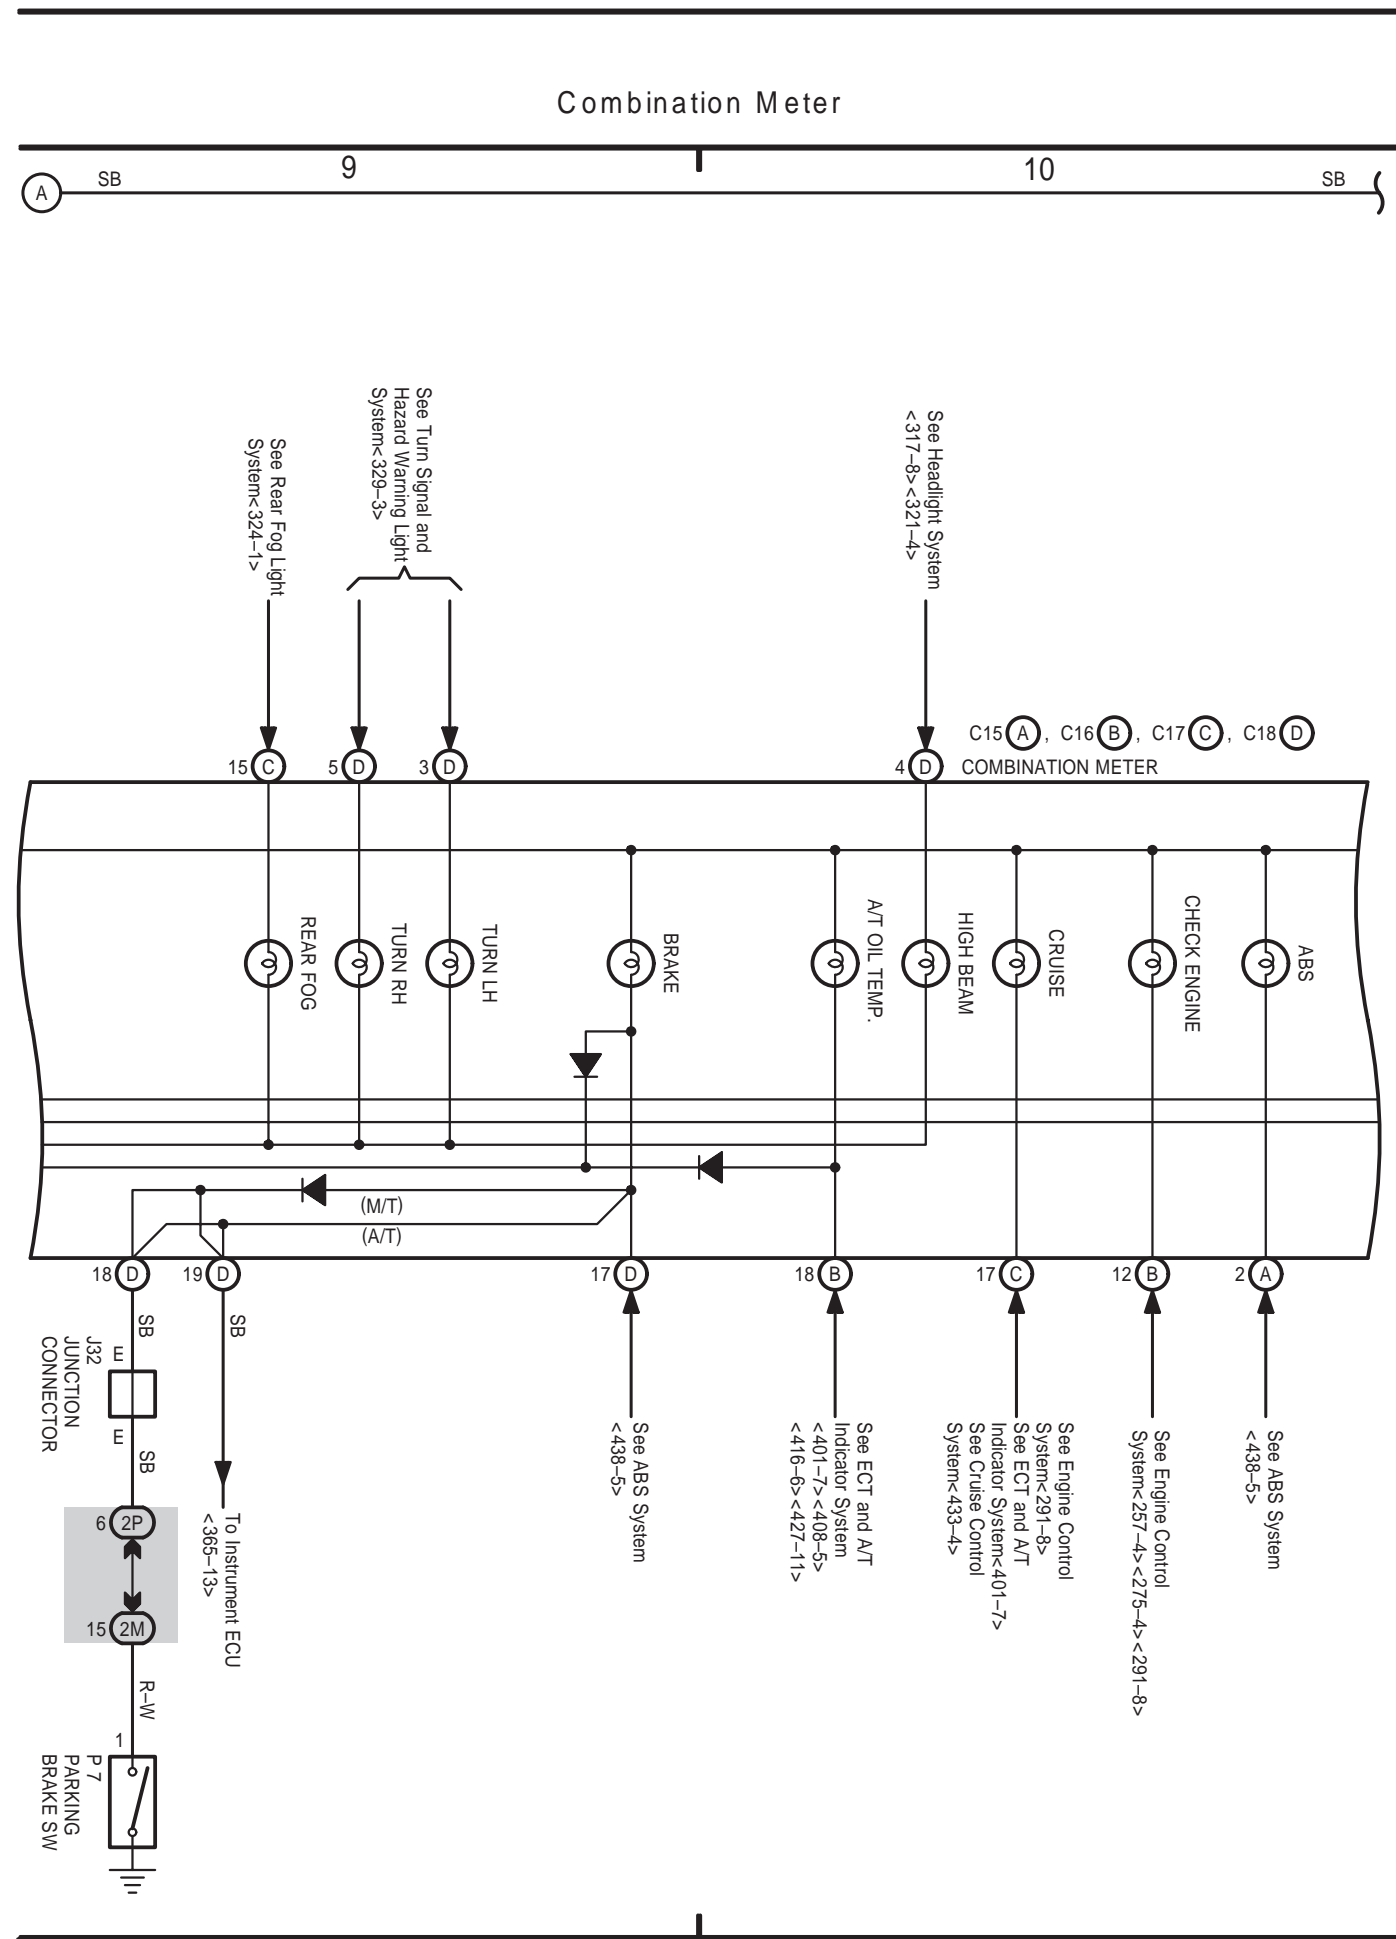 Combination Meter
9
10
A
SB
SB
See Rear Fog Light
System<324–1>
See Turn Signal and
Hazard Warning Light
System<329–3>
See Headlight System
<317–8><321–4>
C15 A , C16 B , C17 C , C18 D
COMBINATION METER
15 C
5 D
3 D
4 D
REAR FOG
TURN RH
TURN LH
BRAKE
A/T OIL TEMP.
HIGH BEAM
CRUISE
CHECK ENGINE
ABS
(M/T)
(A/T)
18 D
19 D
17 D
18 B
17 C
12 B
2 A
SB
SB
J32
JUNCTION
CONNECTOR
E
E
SB
To Instrument ECU
<365–13>
See ABS System
<438–5>
See ECT and A/T
Indicator System
<401–7><408–5>
<416–6><427–11>
See Engine Control
System<291–8>
See ECT and A/T
Indicator System<401–7>
See Cruise Control
System<433–4>
See Engine Control
System<257–4><275–4><291–8>
See ABS System
<438–5>
6 2P
15 2M
R–W
1
P 7
PARKING
BRAKE SW